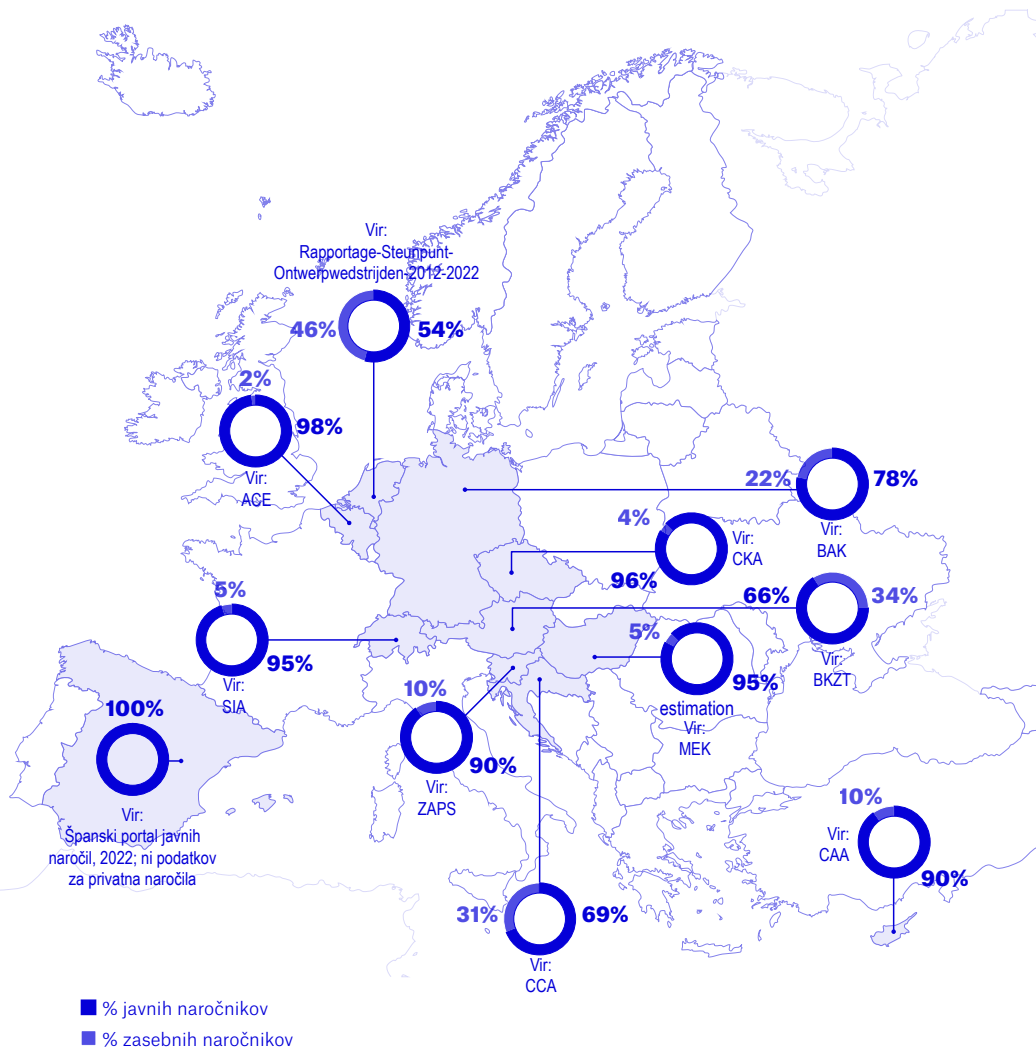 Vir:
Rapportage-Steunpunt-
Ontwerpwedstrijden-2012-2022
46%
54%
2%
98%
Vir:
ACE
22%
78%
Vir:
BAK
4%
Vir:
CKA
96%
66%
34%
Vir:
BKZT
5%
95%
Vir:
SIA
5%
95%
estimation
Vir:
MEK
10%
90%
Vir:
ZAPS
100%
Vir:
Španski portal javnih
naročil, 2022; ni podatkov
za privatna naročila
10%
Vir:
CAA
90%
31%
69%
Vir:
CCA
% javnih naročnikov
% zasebnih naročnikov